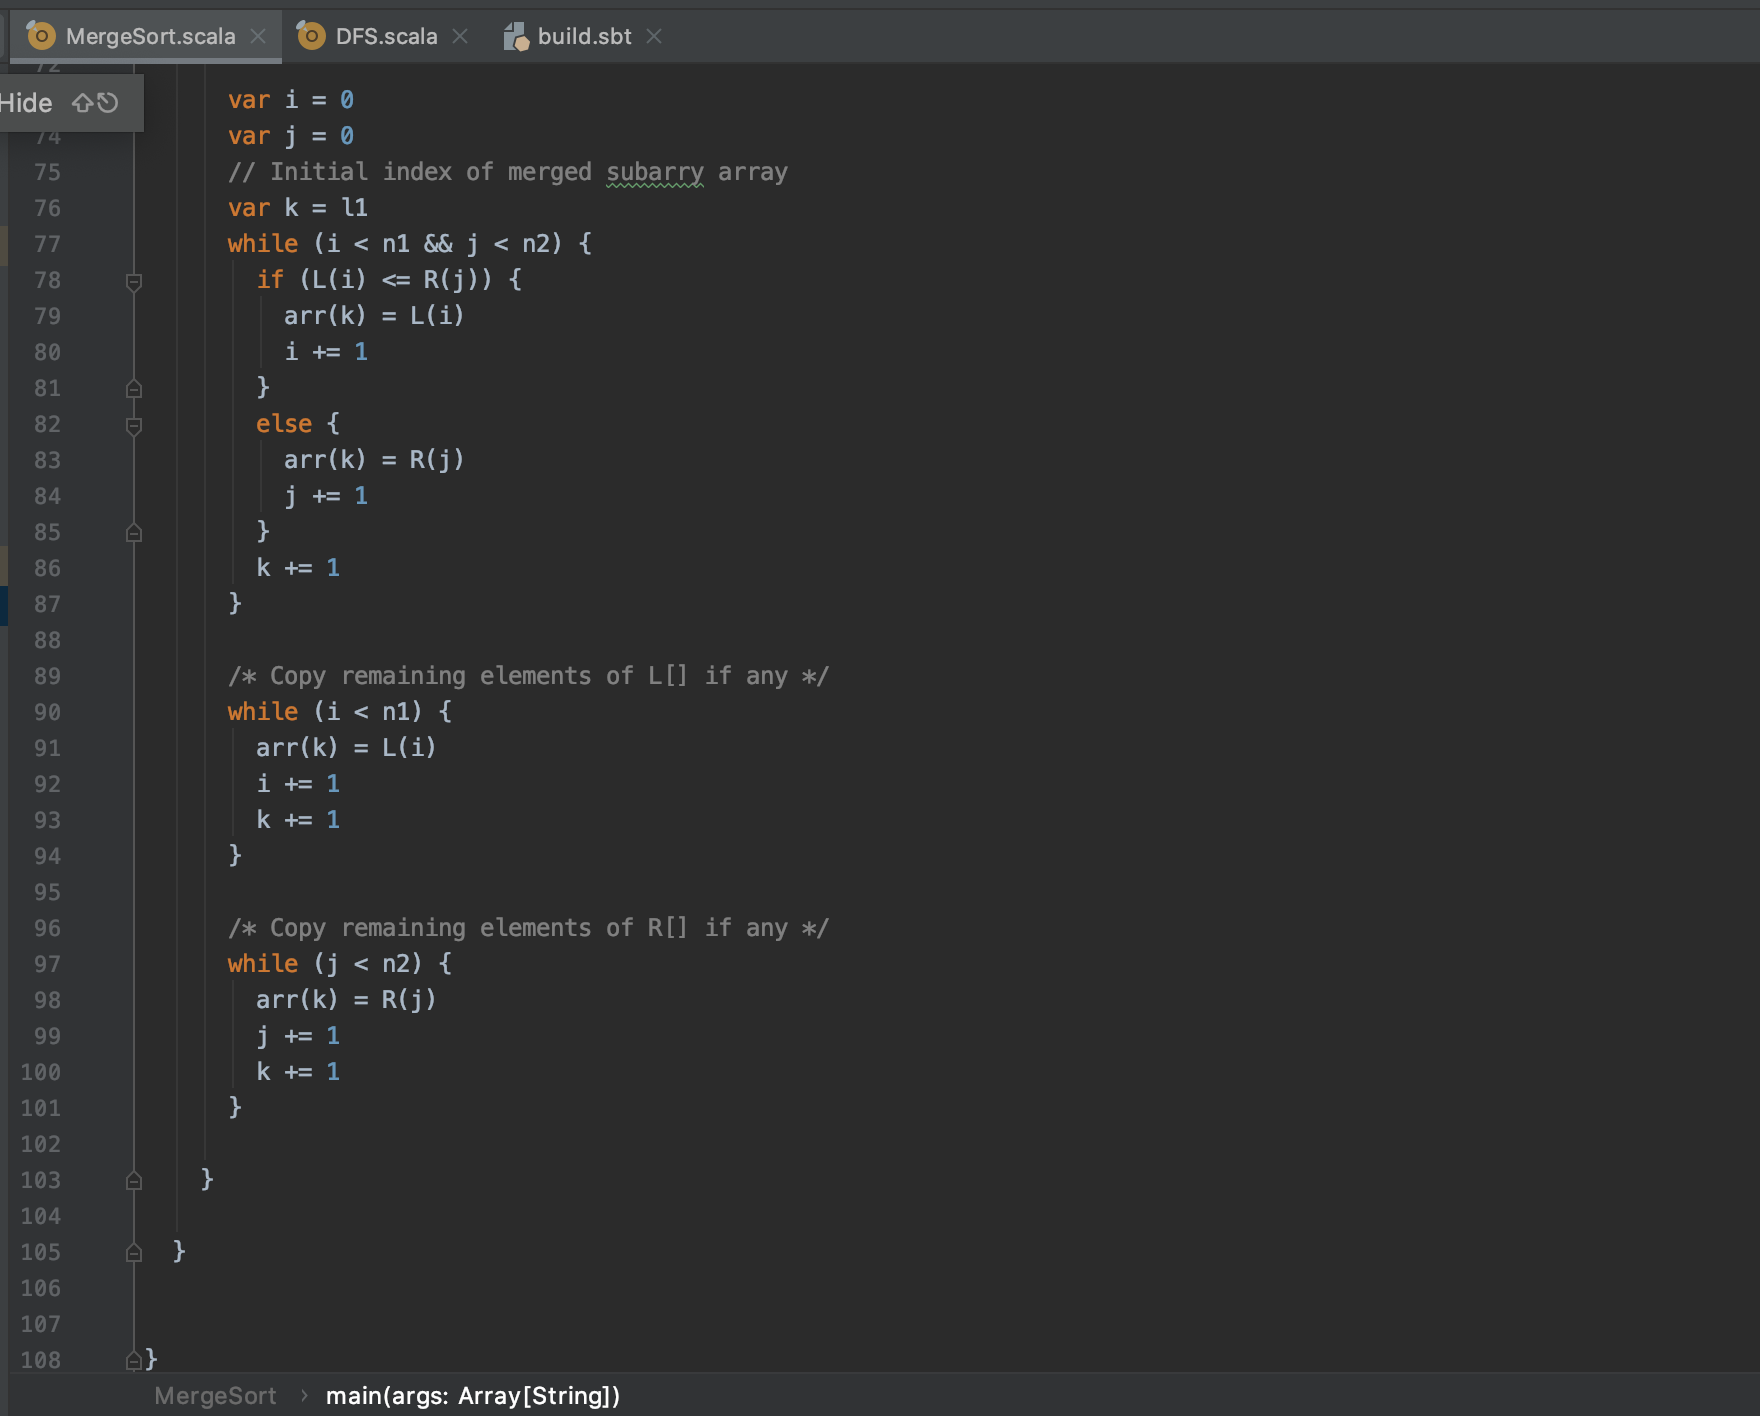 MergeSort.scala DFS.scala build.sbt
72
Hide
var i = 0
74 var j = 0
75 // Initial index of merged subarry array
76 var k = l1
77 while (i < n1 && j < n2) {
78 if (L(i) <= R(j)) {
79 arr(k) = L(i)
80 i += 1
81 }
82 else {
83 arr(k) = R(j)
84 j += 1
85 }
86 k += 1
87 }
88
89 /* Copy remaining elements of L[] if any */
90 while (i < n1) {
91 arr(k) = L(i)
92 i += 1
93 k += 1
94 }
95
96 /* Copy remaining elements of R[] if any */
97 while (j < n2) {
98 arr(k) = R(j)
99 j += 1
100 k += 1
101 }
102
103 }
104
105 }
106
107
108 }
MergeSort › main(args: Array[String])